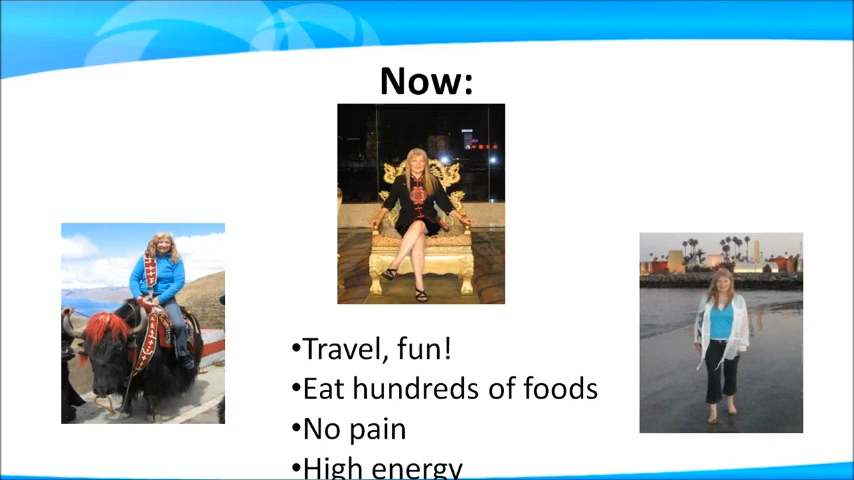 Now:
•Travel, fun!
•Eat hundreds of foods
•No pain
•High energy